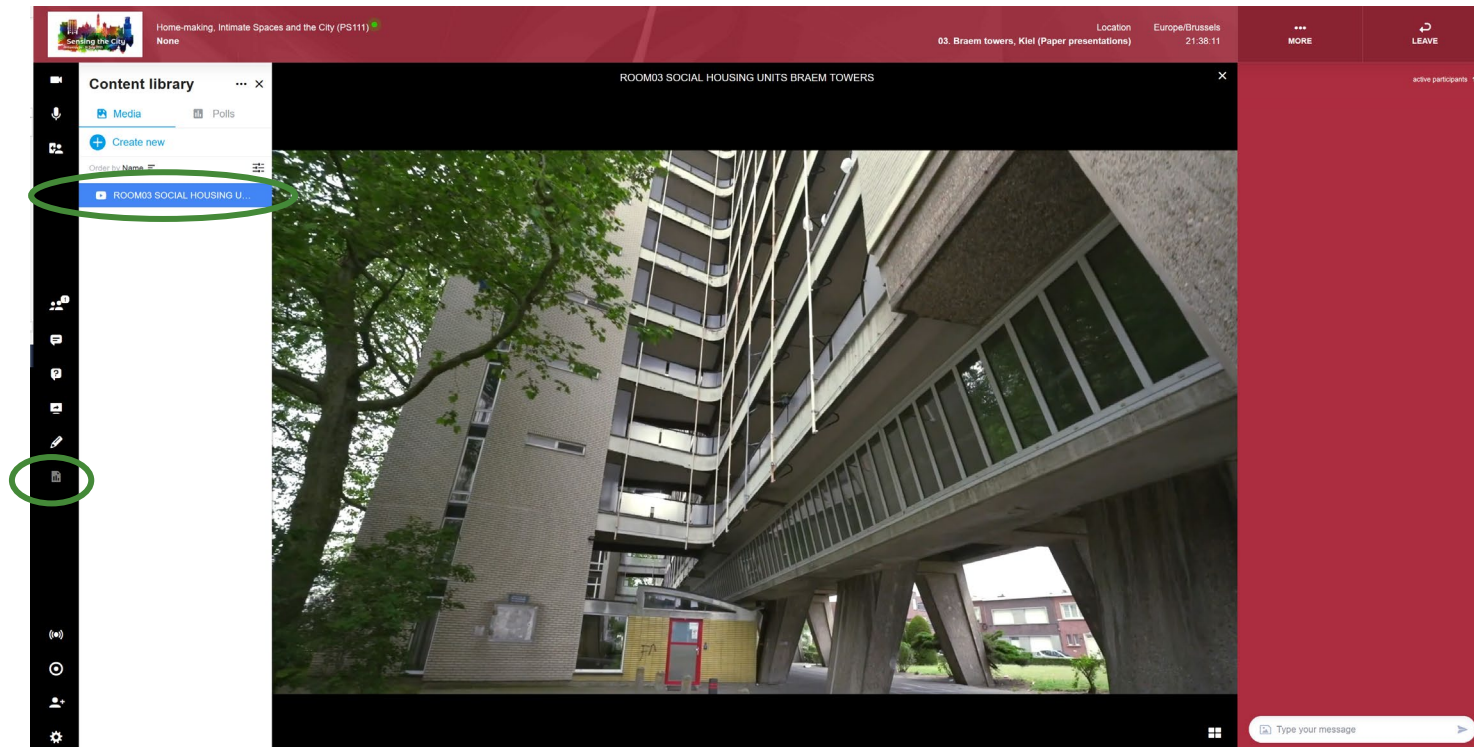 Sensing the City
Home-making, Intimate Spaces and the City (PS111)
None
Location
03. Braem towers, Kiel (Paper presentations)
Europe/Brussels
21:38:11
MORE
LEAVE
Content library
Media
Polls
Create new
Order by Name
ROOM03 SOCIAL HOUSING U...
ROOM03 SOCIAL HOUSING UNITS BRAEM TOWERS
active participants
1
Type your message